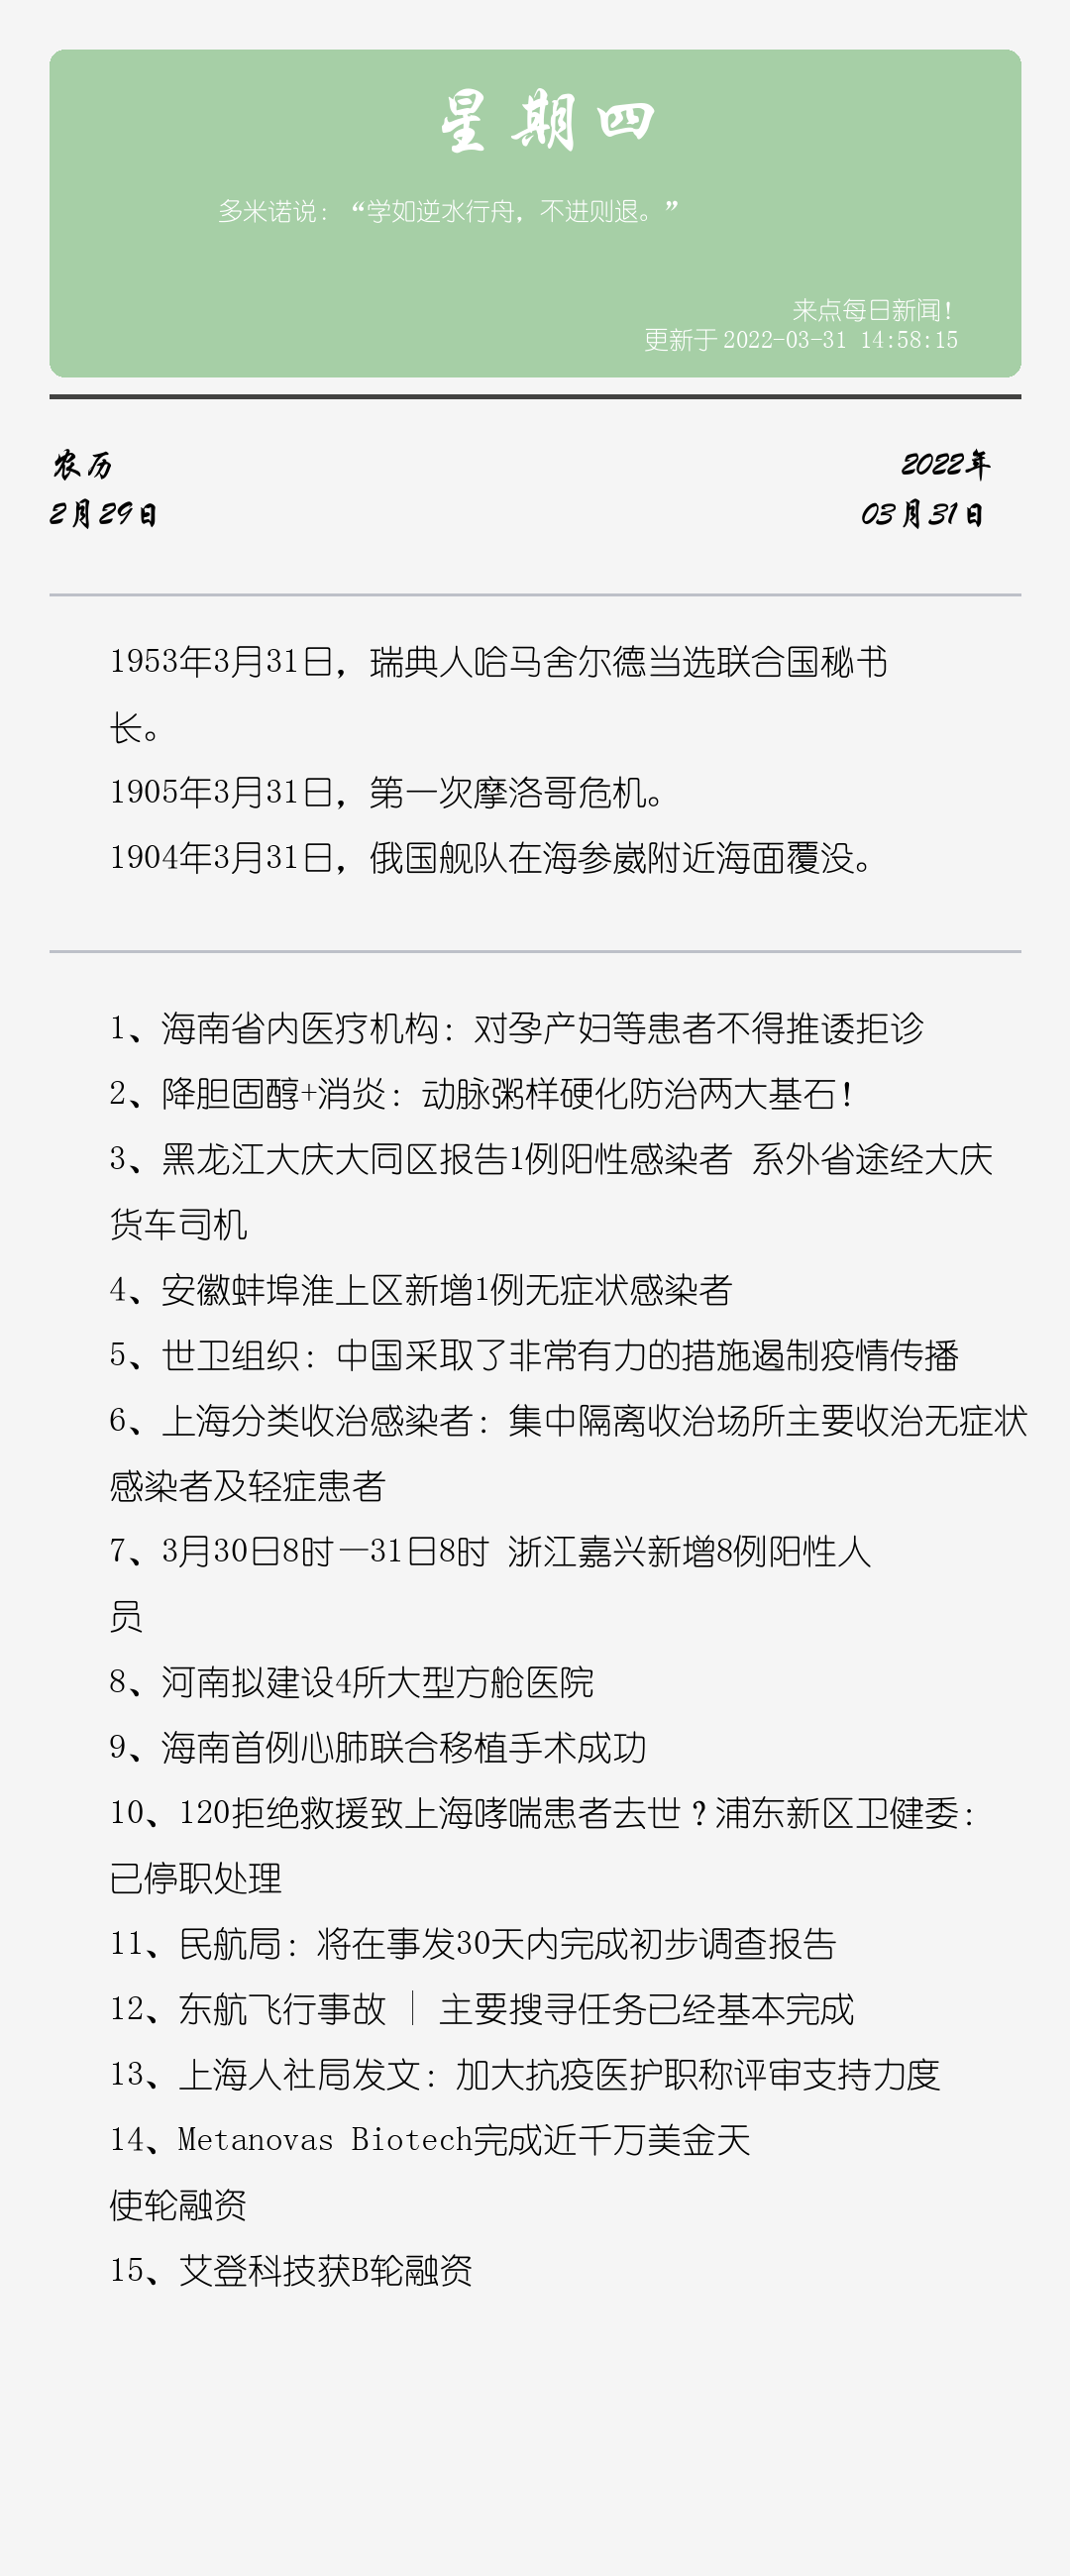 星期四
多米诺说：“学如逆水行舟，不进则退。”
来点每日新闻！
更新于 2022-03-31 14:58:15
农历
2022年
2月29日
03月31日
1953年3月31日，瑞典人哈马舍尔德当选联合国秘书
长。
1905年3月31日，第一次摩洛哥危机。
1904年3月31日，俄国舰队在海参崴附近海面覆没。
1、海南省内医疗机构：对孕产妇等患者不得推诿拒诊
2、降胆固醇+消炎：动脉粥样硬化防治两大基石！
3、黑龙江大庆大同区报告1例阳性感染者 系外省途经大庆
货车司机
4、安徽蚌埠淮上区新增1例无症状感染者
5、世卫组织：中国采取了非常有力的措施遏制疫情传播
6、上海分类收治感染者：集中隔离收治场所主要收治无症状
感染者及轻症患者
7、3月30日8时—31日8时 浙江嘉兴新增8例阳性人
员
8、河南拟建设4所大型方舱医院
9、海南首例心肺联合移植手术成功
10、120拒绝救援致上海哮喘患者去世？浦东新区卫健委：
已停职处理
11、民航局：将在事发30天内完成初步调查报告
12、东航飞行事故｜主要搜寻任务已经基本完成
13、上海人社局发文：加大抗疫医护职称评审支持力度
14、Metanovas Biotech完成近千万美金天
使轮融资
15、艾登科技获B轮融资